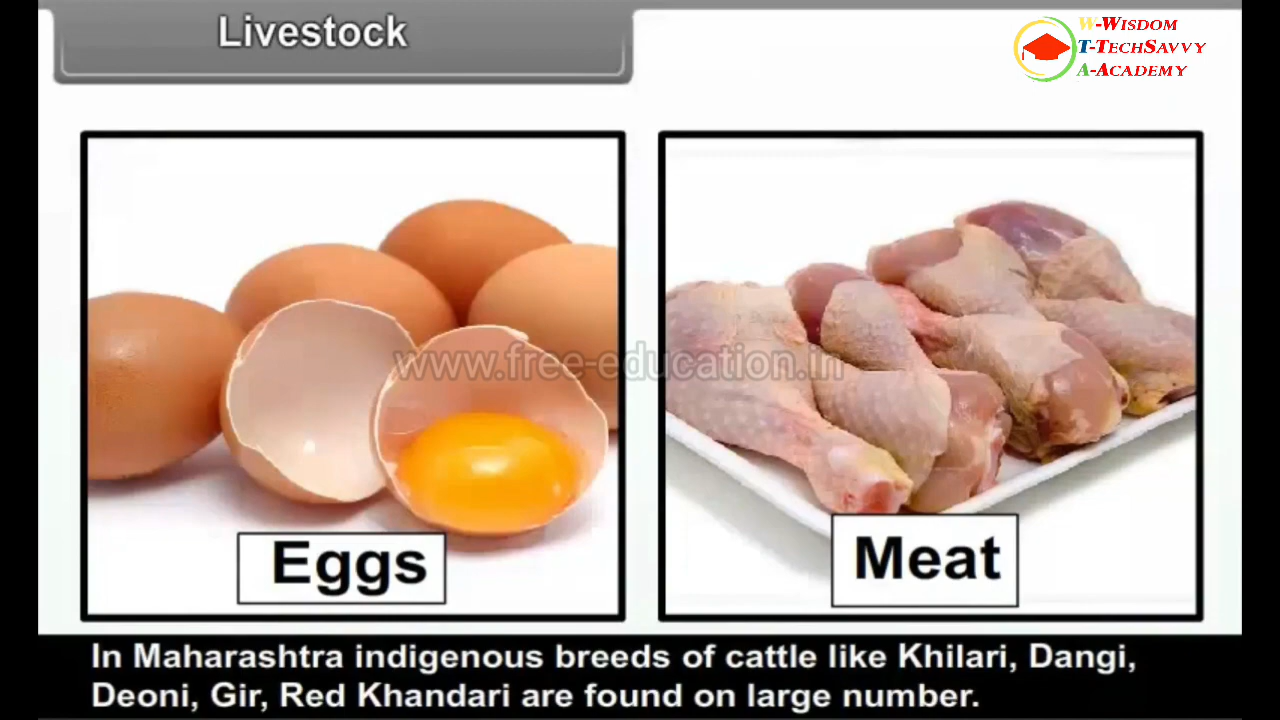 Livestock
W-WISDOM
T-TECHSAVVY
A-ACADEMY
www.free-education.in
Eggs
Meat
In Maharashtra indigenous breeds of cattle like Khilari, Dangi,
Deoni, Gir, Red Khandari are found on large number.